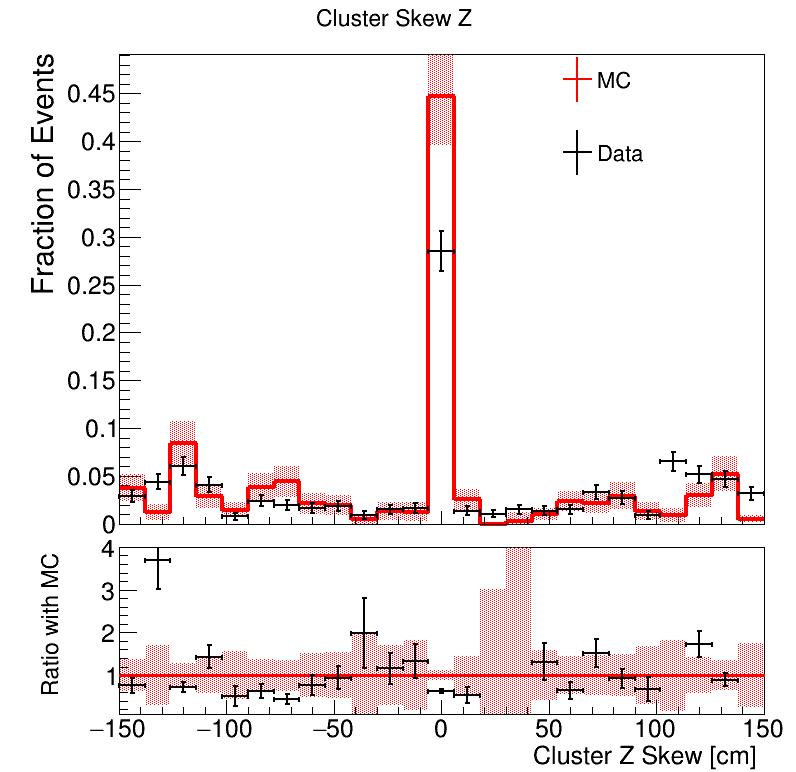 Cluster Skew Z
Fraction of Events
0.45
0.4
0.35
0.3
0.25
0.2
0.15
0.1
0.05
0
MC
Data
Ratio with MC
4
3
2
1
−150 −100 −50 0 50 100 150
Cluster Z Skew [cm]